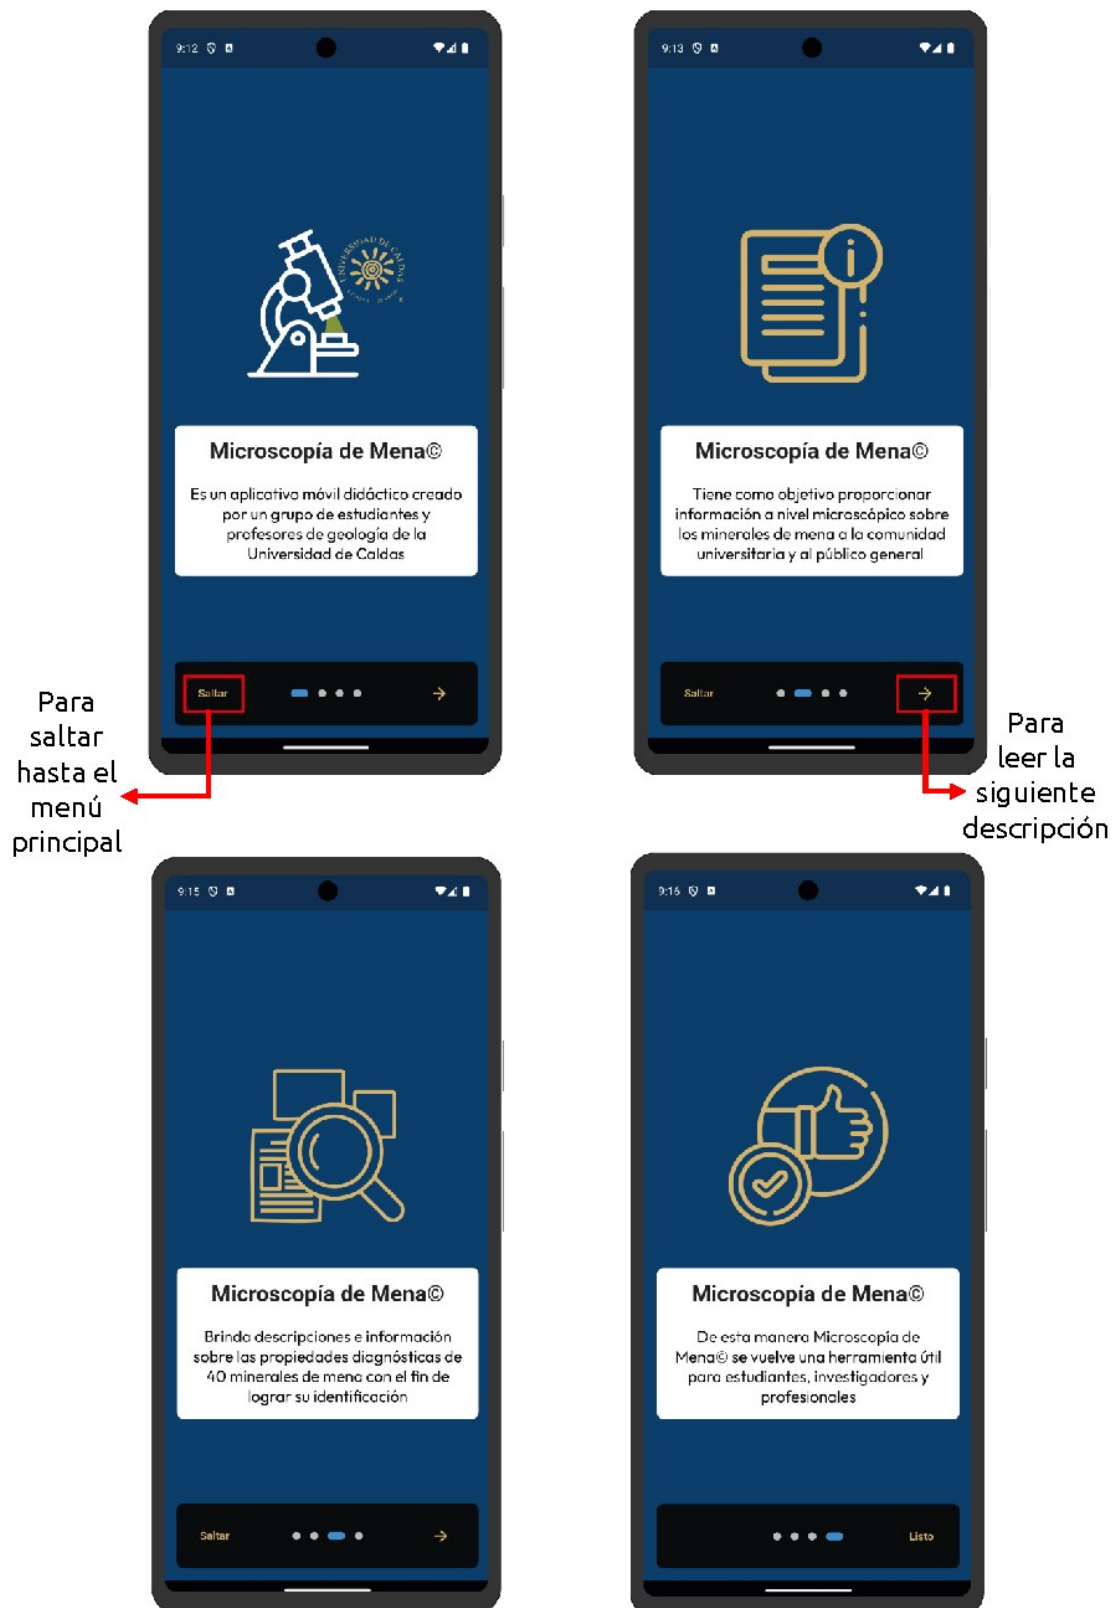 9:12
UNIVERSIDAD DE CALDAS
Microscopía de Mena©
Es un aplicativo móvil didáctico creado
por un grupo de estudiantes y
profesores de geología de la
Universidad de Caldas
Saltar
→
Para
saltar
hasta el
menú
principal
9:13
i
Microscopía de Mena©
Tiene como objetivo proporcionar
información a nivel microscópico sobre
los minerales de mena a la comunidad
universitaria y al público general
Saltar
→
Para
leer la
siguiente
descripción
9:15
Microscopía de Mena©
Brinda descripciones e información
sobre las propiedades diagnósticas de
40 minerales de mena con el fin de
lograr su identificación
Saltar
→
9:16
Microscopía de Mena©
De esta manera Microscopía de
Mena© se vuelve una herramienta útil
para estudiantes, investigadores y
profesionales
Listo